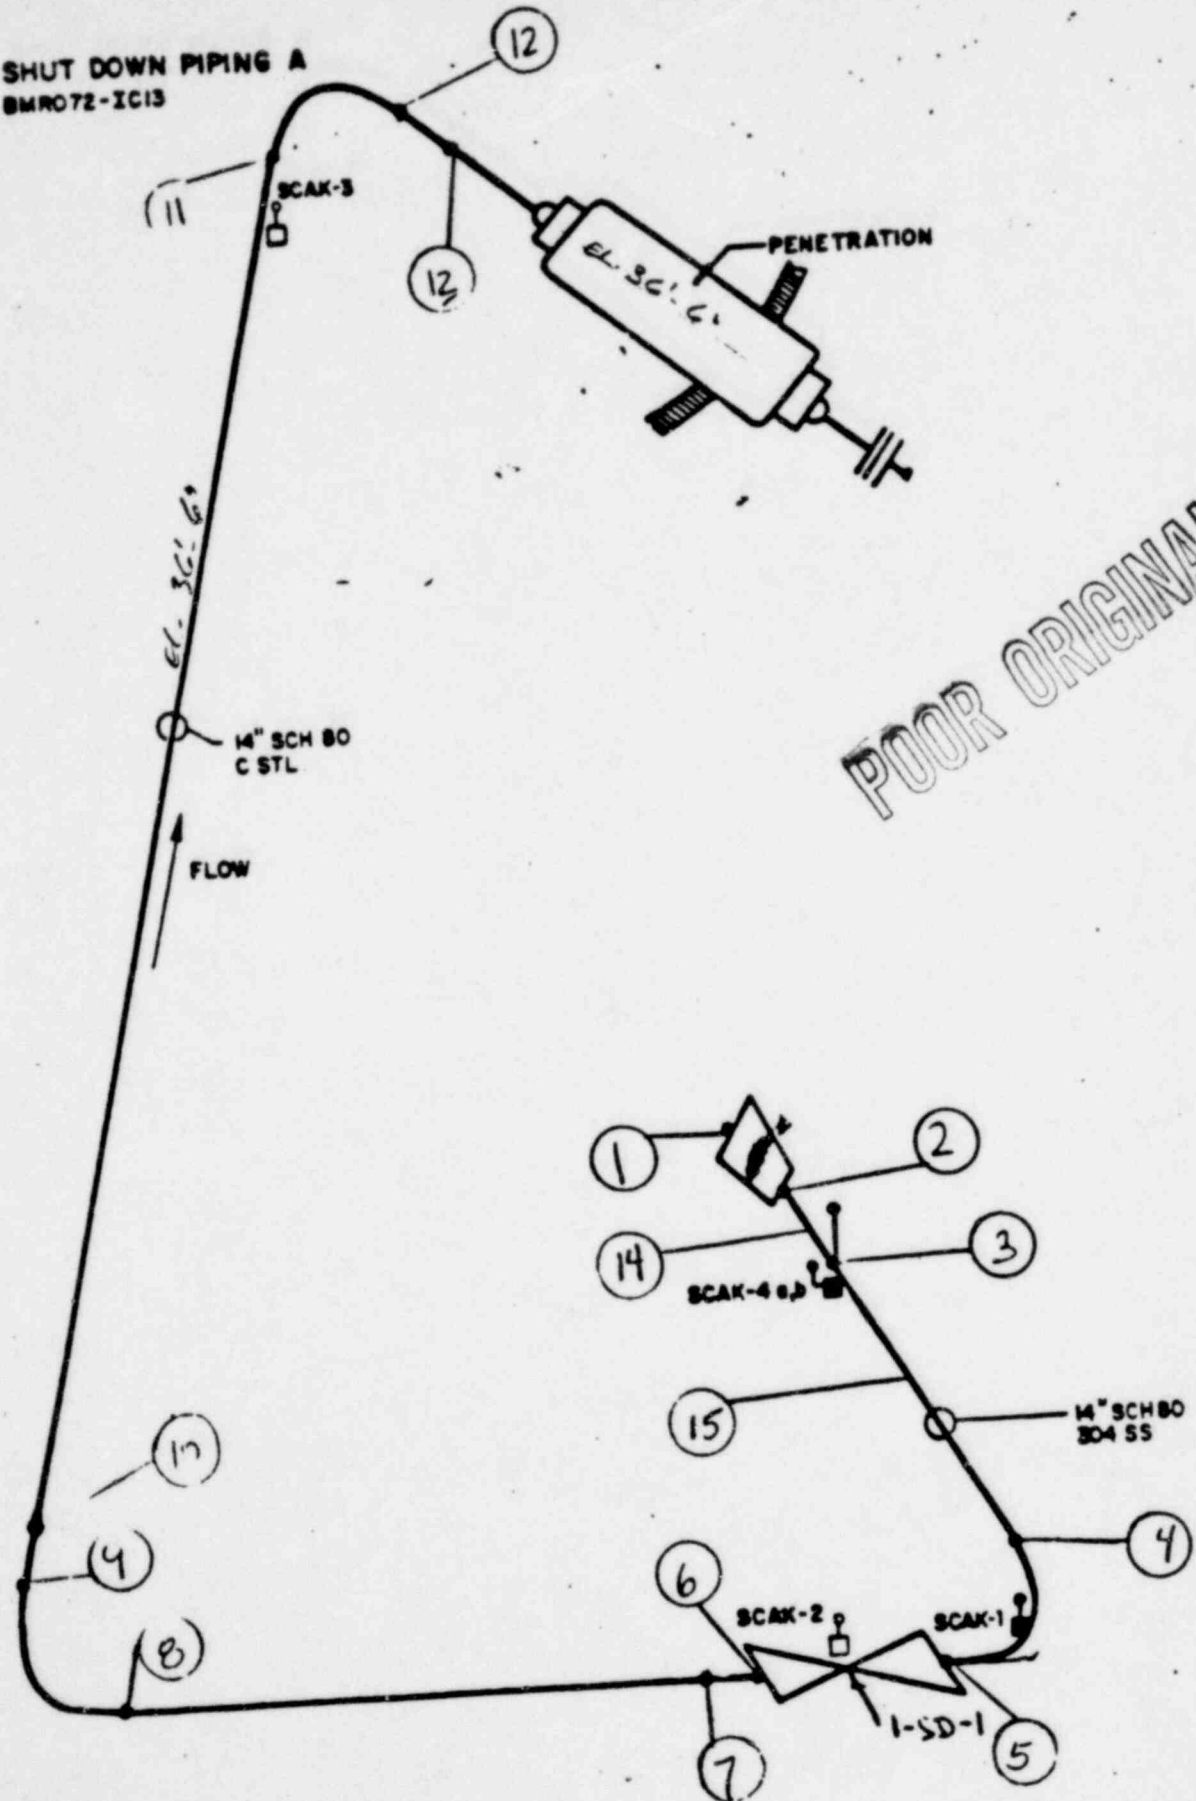 SHUT DOWN PIPING A
BMRO72-IC13
12
11
SCAK-3
12
PENETRATION
EL. 36'-6"
EL. 36'-6"
POOR ORIGINAL
14" SCH 80
C STL
FLOW
1
2
14
3
SCAK-4 a,b
15
14" SCH 80
304 SS
4
6
SCAK-2
SCAK-1
8
7
1-SD-1
5